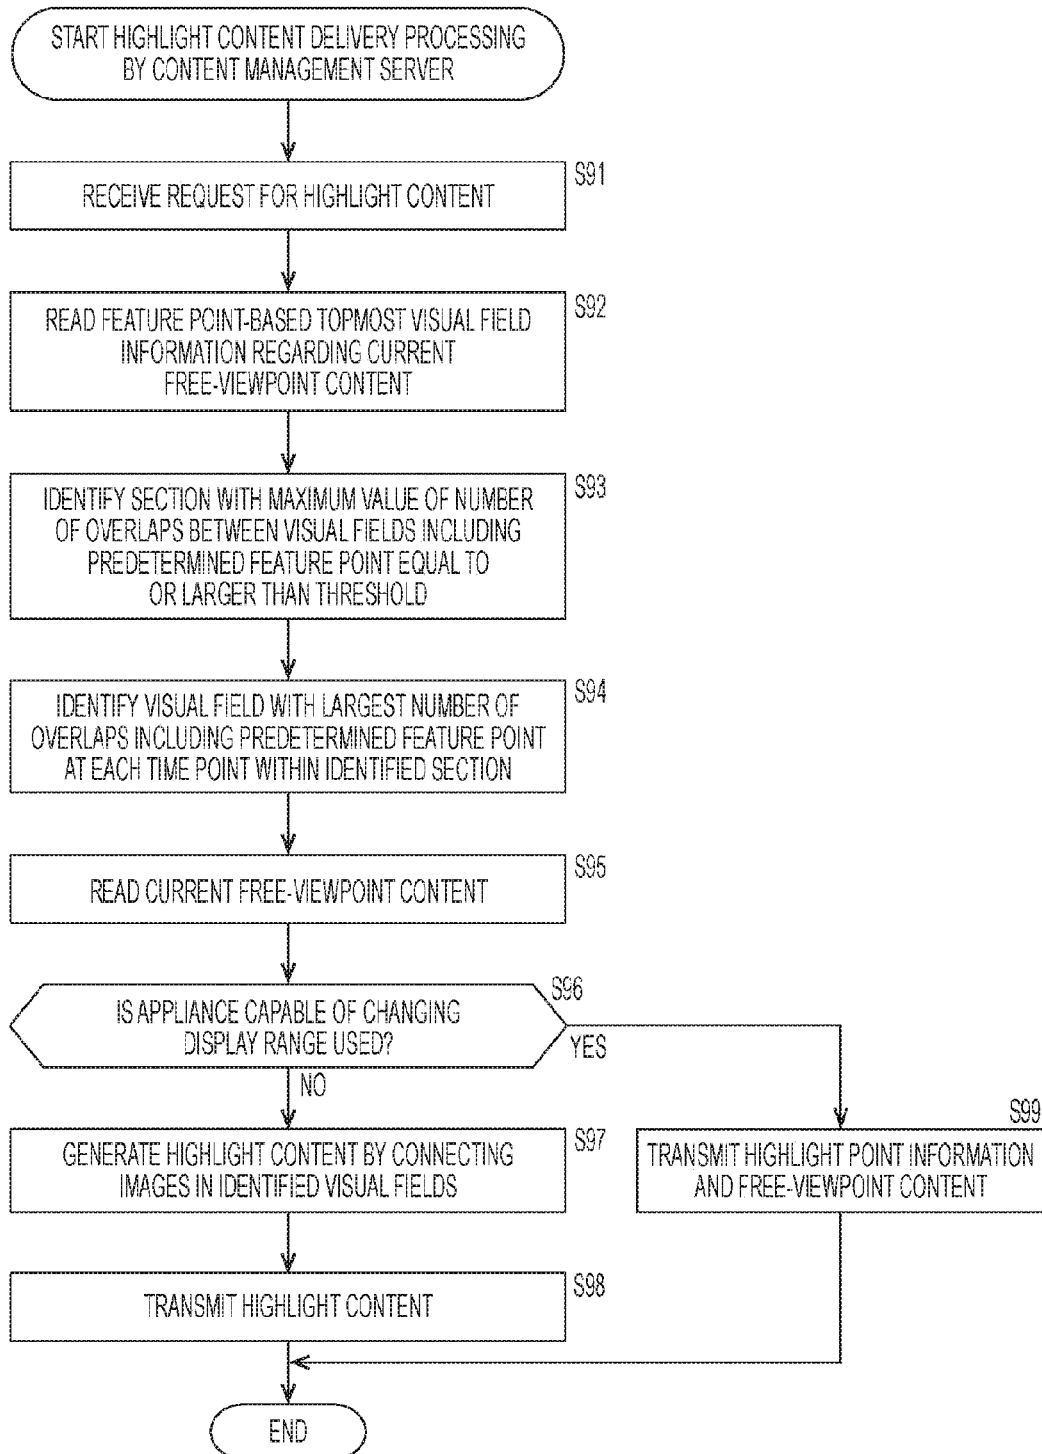 START HIGHLIGHT CONTENT DELIVERY PROCESSING
BY CONTENT MANAGEMENT SERVER
S91
RECEIVE REQUEST FOR HIGHLIGHT CONTENT
S92
READ FEATURE POINT-BASED TOPMOST VISUAL FIELD
INFORMATION REGARDING CURRENT
FREE-VIEWPOINT CONTENT
S93
IDENTIFY SECTION WITH MAXIMUM VALUE OF NUMBER
OF OVERLAPS BETWEEN VISUAL FIELDS INCLUDING
PREDETERMINED FEATURE POINT EQUAL TO
OR LARGER THAN THRESHOLD
S94
IDENTIFY VISUAL FIELD WITH LARGEST NUMBER OF
OVERLAPS INCLUDING PREDETERMINED FEATURE POINT
AT EACH TIME POINT WITHIN IDENTIFIED SECTION
S95
READ CURRENT FREE-VIEWPOINT CONTENT
S96
IS APPLIANCE CAPABLE OF CHANGING
DISPLAY RANGE USED?
YES
NO
S97
GENERATE HIGHLIGHT CONTENT BY CONNECTING
IMAGES IN IDENTIFIED VISUAL FIELDS
S99
TRANSMIT HIGHLIGHT POINT INFORMATION
AND FREE-VIEWPOINT CONTENT
S98
TRANSMIT HIGHLIGHT CONTENT
END